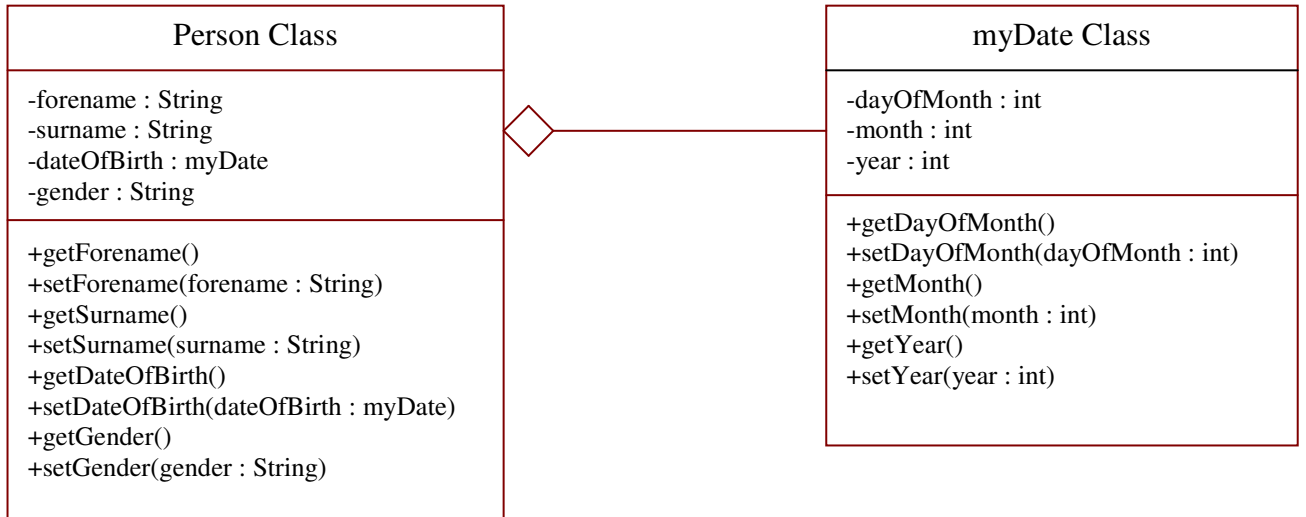 Person Class
-forename : String
-surname : String
-dateOfBirth : myDate
-gender : String
+getForename()
+setForename(forename : String)
+getSurname()
+setSurname(surname : String)
+getDateOfBirth()
+setDateOfBirth(dateOfBirth : myDate)
+getGender()
+setGender(gender : String)
myDate Class
-dayOfMonth : int
-month : int
-year : int
+getDayOfMonth()
+setDayOfMonth(dayOfMonth : int)
+getMonth()
+setMonth(month : int)
+getYear()
+setYear(year : int)